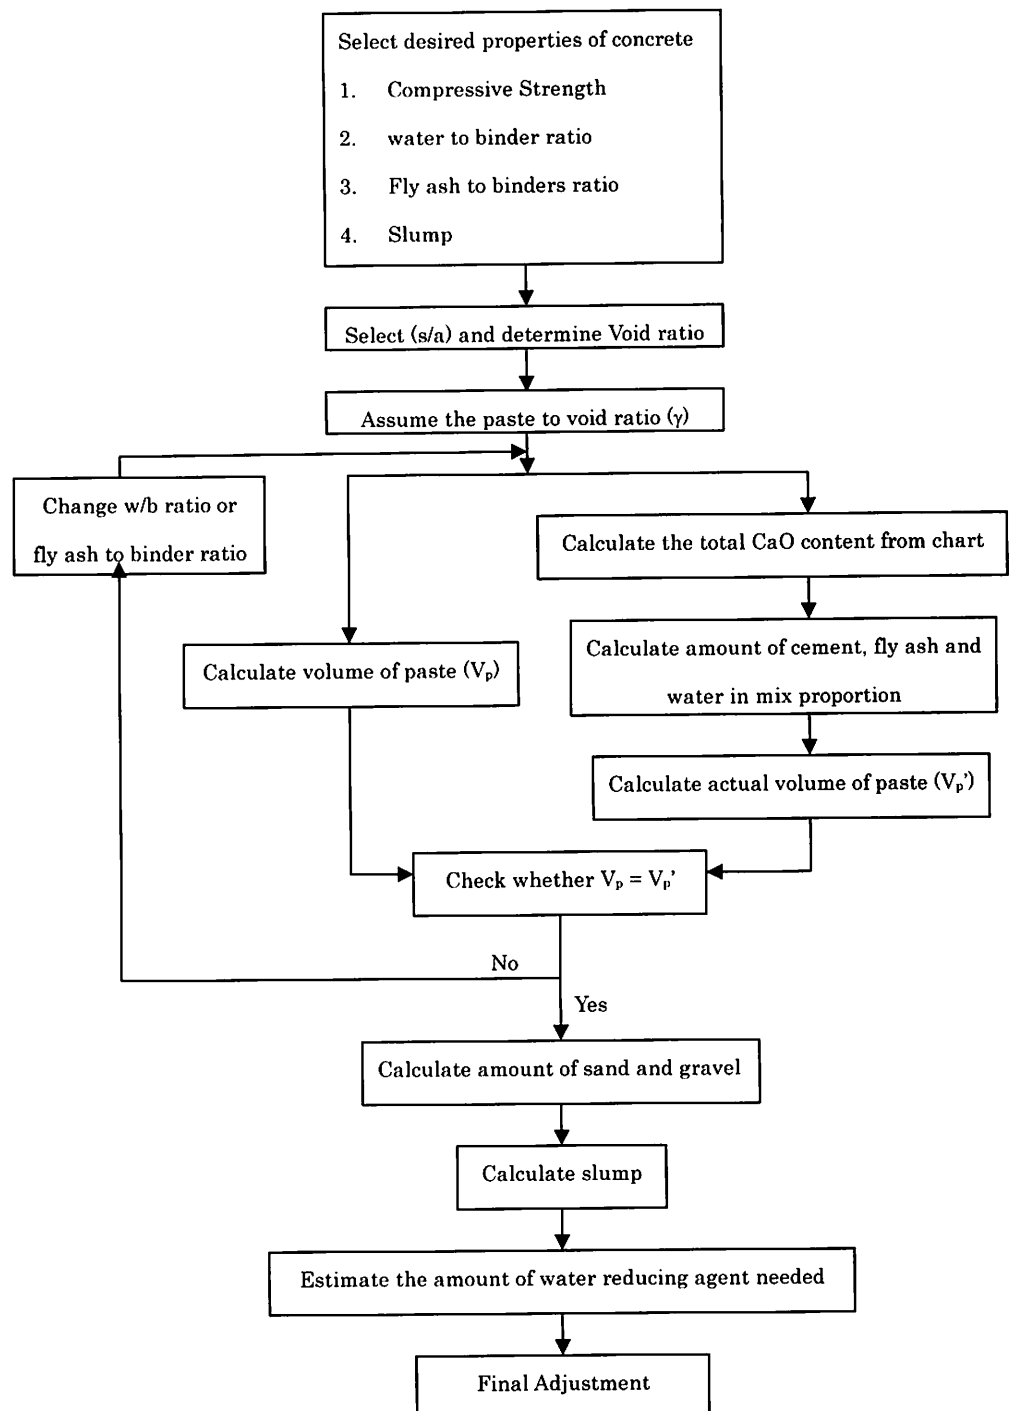 Select desired properties of concrete
1. Compressive Strength
2. water to binder ratio
3. Fly ash to binders ratio
4. Slump
Select (s/a) and determine Void ratio
Assume the paste to void ratio (γ)
Change w/b ratio or
fly ash to binder ratio
Calculate the total CaO content from chart
Calculate volume of paste (Vₚ)
Calculate amount of cement, fly ash and
water in mix proportion
Calculate actual volume of paste (Vₚ')
Check whether Vₚ = Vₚ'
No
Yes
Calculate amount of sand and gravel
Calculate slump
Estimate the amount of water reducing agent needed
Final Adjustment